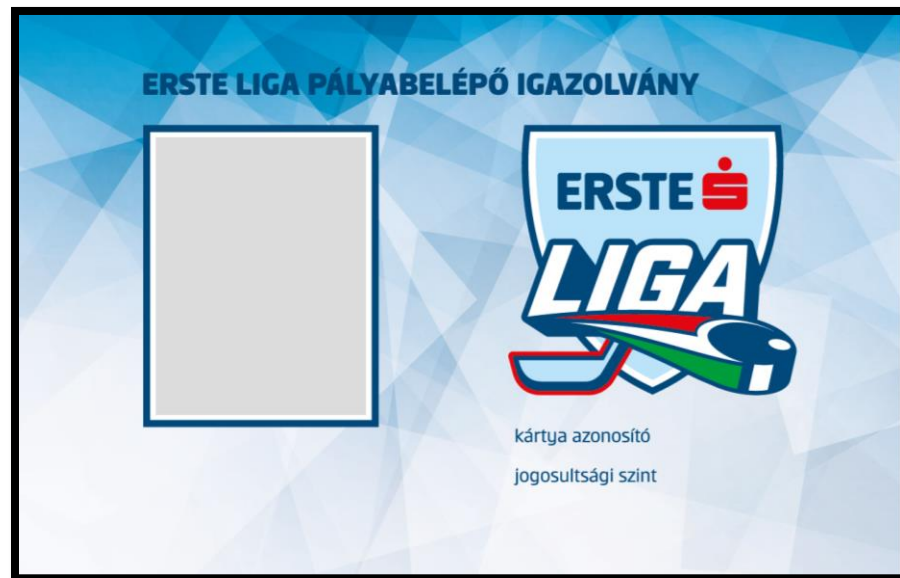 ERSTE LIGA PÁLYABELÉPŐ IGAZOLVÁNY
ERSTE
LIGA
kártya azonosító
jogosultsági szint